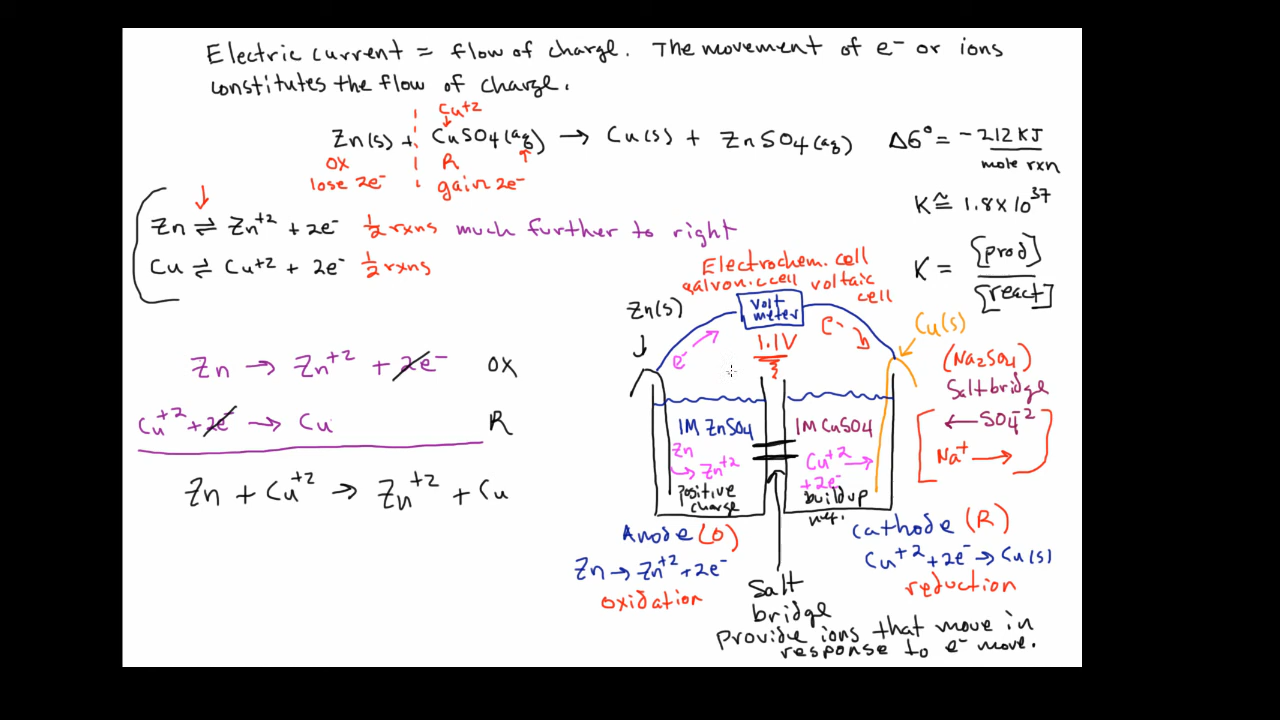 Electric current = flow of charge. The movement of e⁻ or ions
constitutes the flow of charge.
Cu+2
Zn(s) + CuSO4(aq) → Cu(s) + ZnSO4(aq) ΔG° = -212 KJ
mole rxn
OX R
lose 2e⁻ gain 2e⁻
K ≅ 1.8 x 10^37
Zn ⇌ Zn+2 + 2e⁻ 1/2 rxns much further to right
Cu ⇌ Cu+2 + 2e⁻ 1/2 rxns
K = [prod]
[react]
Electrochem. cell
galvonic cell voltaic
cell
Zn(s)
volt
meter
1.1V
e⁻
e⁻
Cu(s)
(Na2SO4)
Salt bridge
← SO4⁻2
Na+ →
Zn → Zn+2 + 2e⁻ OX
Cu+2 + 2e⁻ → Cu R
Zn + Cu+2 → Zn+2 + Cu
1M ZnSO4
Zn
→ Zn+2
positive
charge
1M CuSO4
Cu+2 →
+2e⁻
buildup
Anode (O)
Zn → Zn+2 + 2e⁻
oxidation
Cathode (R)
Cu+2 + 2e⁻ → Cu(s)
reduction
Salt
bridge
provide ions that move in
response to e⁻ move.